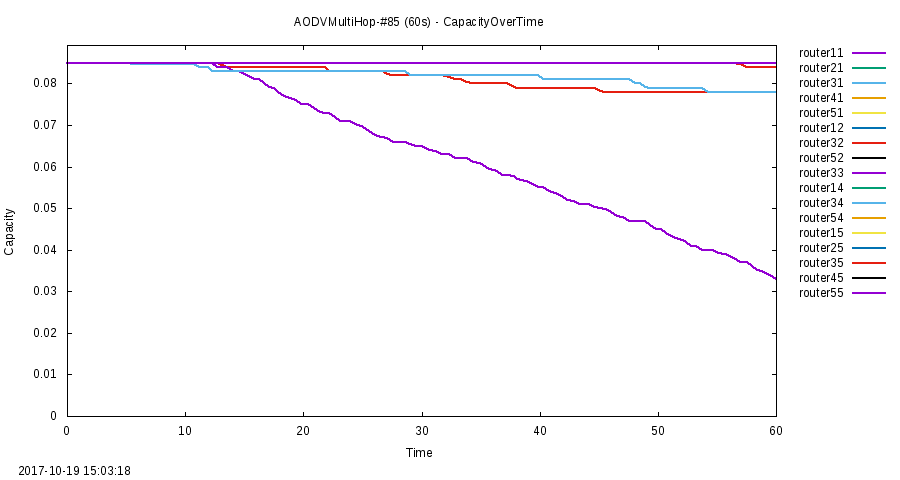 AODVMultiHop-#85 (60s) - CapacityOverTime
router11
router21
router31
router41
router51
router12
router32
router52
router33
router14
router34
router54
router15
router25
router35
router45
router55
0.08
0.07
0.06
0.05
0.04
0.03
0.02
0.01
0
Capacity
0 10 20 30 40 50 60
Time
2017-10-19 15:03:18